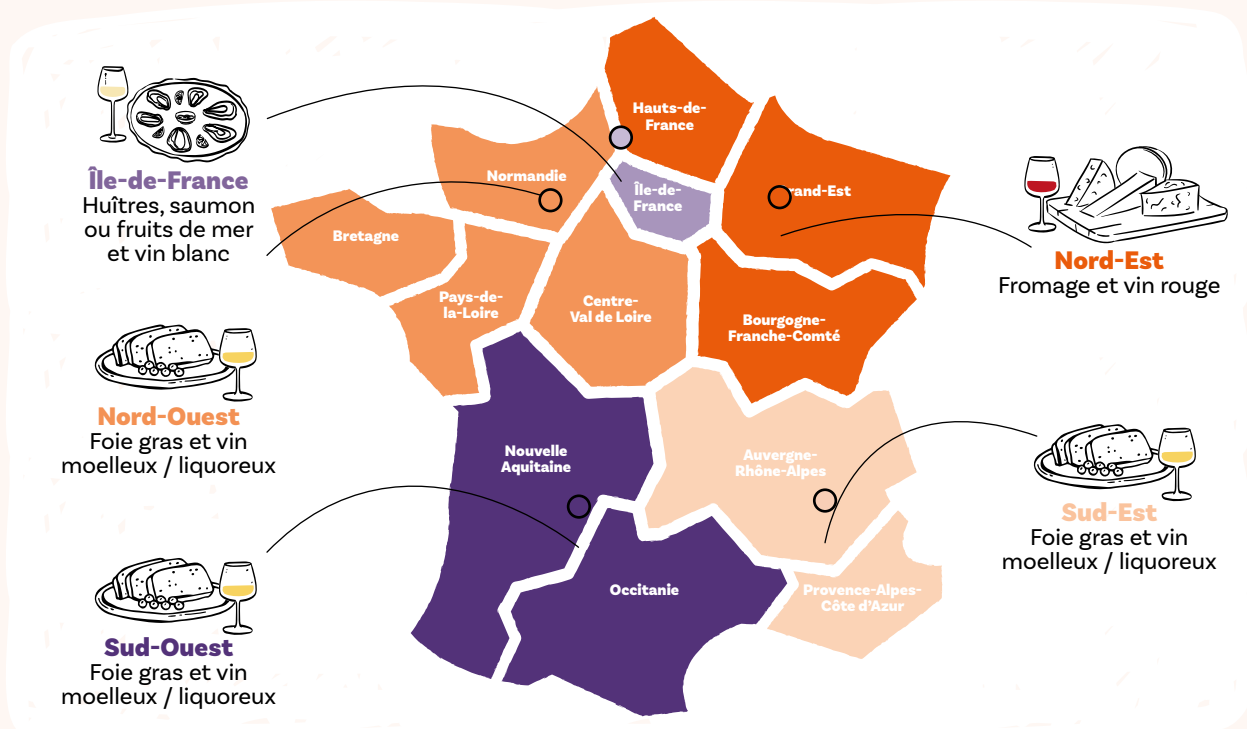 Île-de-France
Huîtres, saumon
ou fruits de mer
et vin blanc
Nord-Ouest
Foie gras et vin
moelleux / liquoreux
Sud-Ouest
Foie gras et vin
moelleux / liquoreux
Hauts-de-
France
Normandie
Île-de-
France
rand-Est
Bretagne
Pays-de-
la-Loire
Centre-
Val de Loire
Bourgogne-
Franche-Comté
Nouvelle
Aquitaine
Auvergne-
Rhône-Alpes
Occitanie
Provence-Alpes-
Côte d'Azur
Nord-Est
Fromage et vin rouge
Sud-Est
Foie gras et vin
moelleux / liquoreux